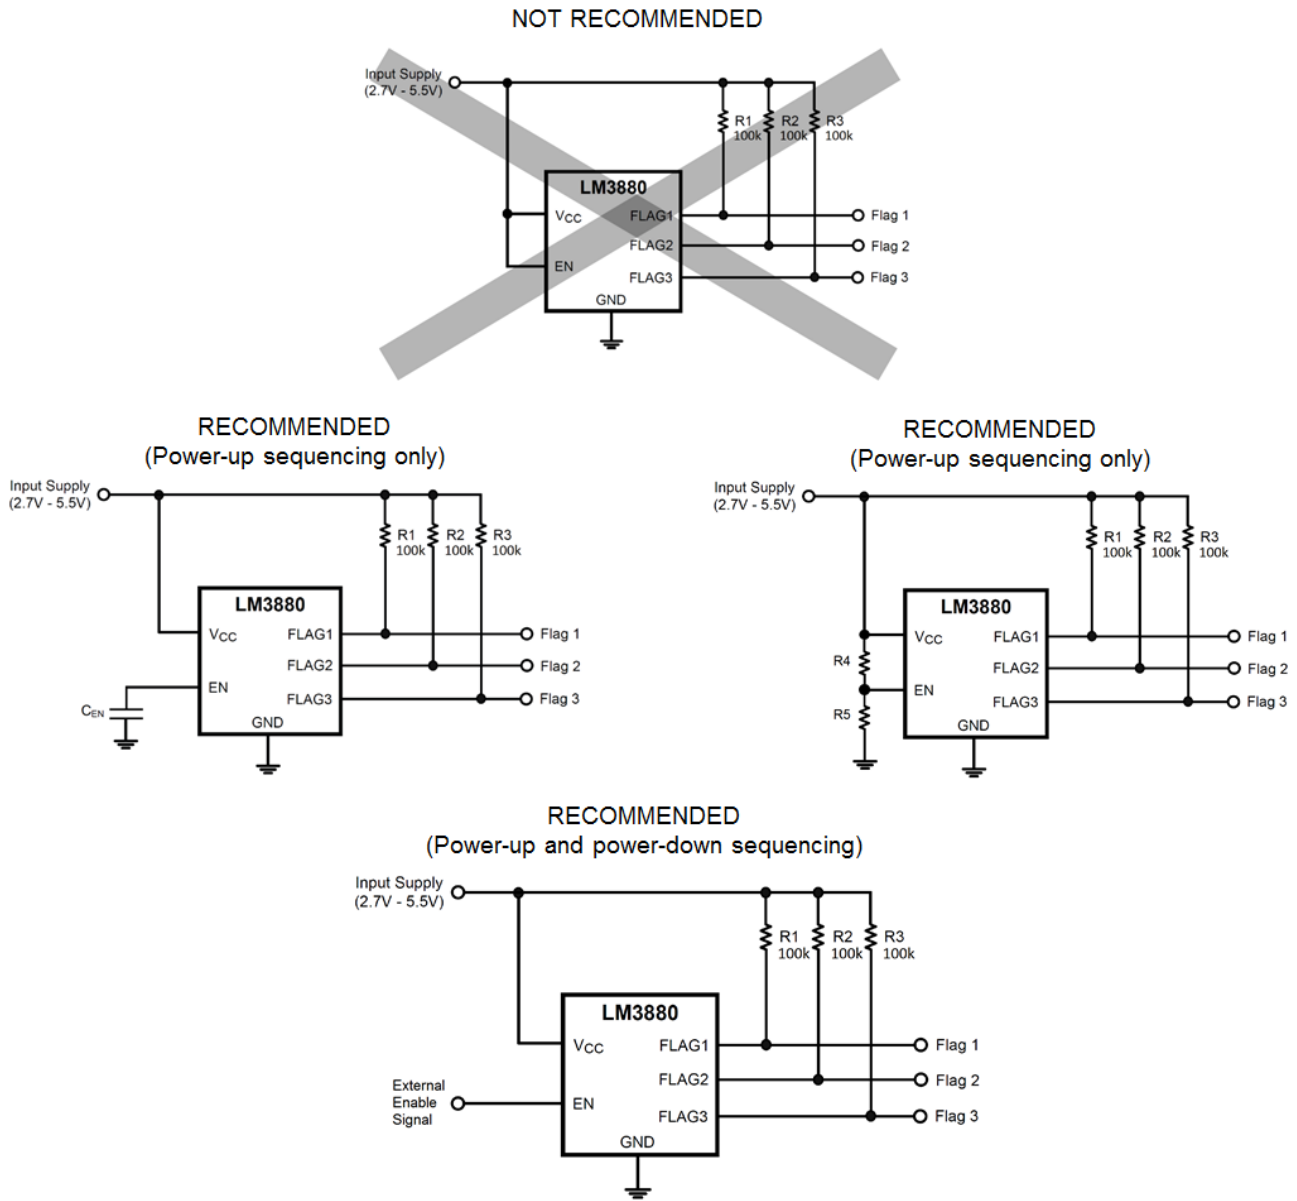 NOT RECOMMENDED
Input Supply
(2.7V - 5.5V)
R1
100k
R2
100k
R3
100k
LM3880
VCC
FLAG1
Flag 1
FLAG2
Flag 2
EN
FLAG3
Flag 3
GND
RECOMMENDED
(Power-up sequencing only)
Input Supply
(2.7V - 5.5V)
R1
100k
R2
100k
R3
100k
LM3880
VCC
FLAG1
Flag 1
FLAG2
Flag 2
EN
FLAG3
Flag 3
CEN
GND
RECOMMENDED
(Power-up sequencing only)
Input Supply
(2.7V - 5.5V)
R1
100k
R2
100k
R3
100k
LM3880
VCC
FLAG1
Flag 1
R4
FLAG2
Flag 2
EN
FLAG3
Flag 3
R5
GND
RECOMMENDED
(Power-up and power-down sequencing)
Input Supply
(2.7V - 5.5V)
R1
100k
R2
100k
R3
100k
LM3880
VCC
FLAG1
Flag 1
FLAG2
Flag 2
External
Enable
Signal
EN
FLAG3
Flag 3
GND